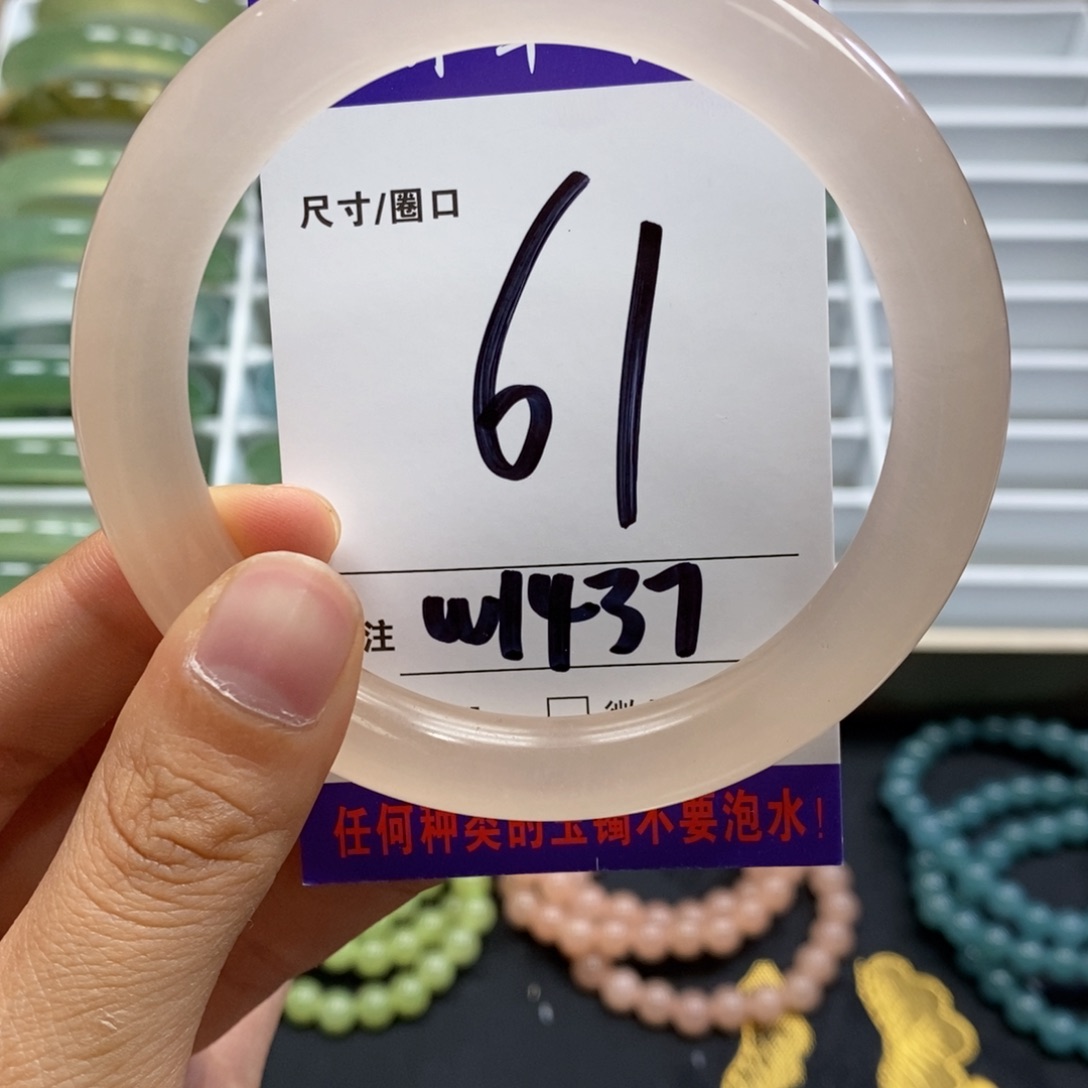 尺寸/圈口
61
注 w1437
任何种类的玉镯不要泡水!